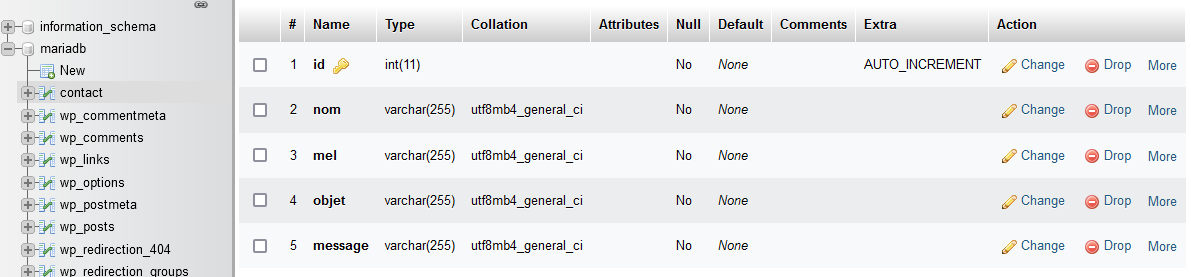 information_schema
mariadb
New
contact
wp_commentmeta
wp_comments
wp_links
wp_options
wp_postmeta
wp_posts
wp_redirection_404
wp_redirection_groups
# Name Type Collation Attributes Null Default Comments Extra Action
1 id int(11) No None AUTO_INCREMENT Change Drop More
2 nom varchar(255) utf8mb4_general_ci No None Change Drop More
3 mel varchar(255) utf8mb4_general_ci No None Change Drop More
4 objet varchar(255) utf8mb4_general_ci No None Change Drop More
5 message varchar(255) utf8mb4_general_ci No None Change Drop More